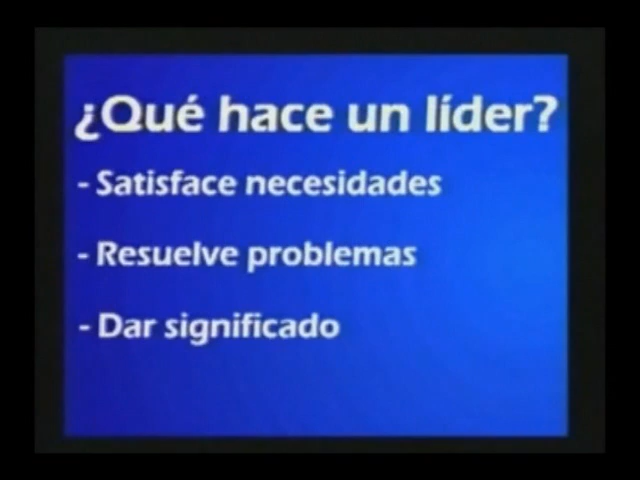 ¿Qué hace un líder?
- Satisface necesidades
- Resuelve problemas
- Dar significado